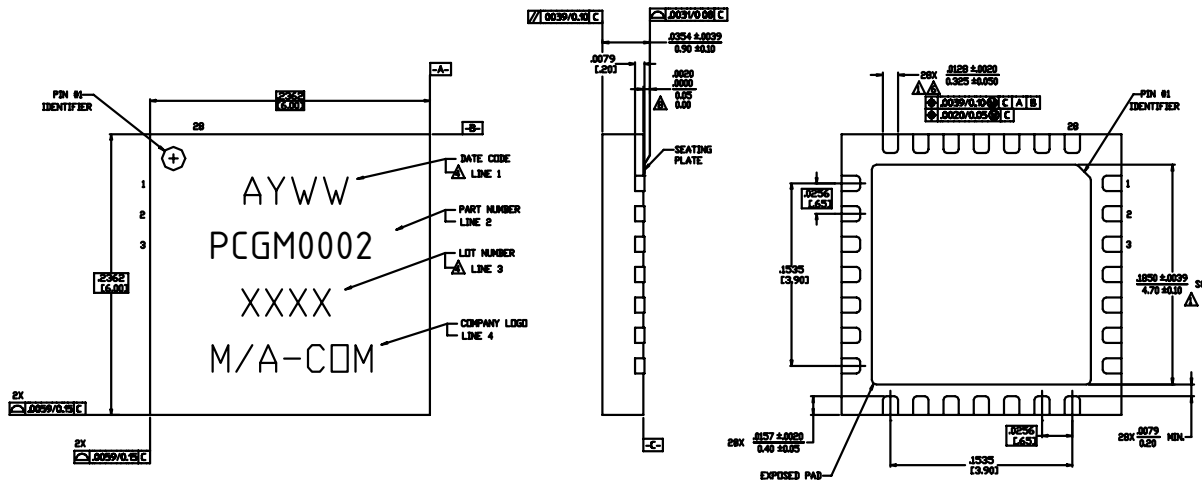 // .0039/0.10 C
.0031/0.08 C
.0354 ±.0039
0.90 ±0.10
.0079
[.20]
.0020
.0000
0.05
0.00
-A-
PIN #1
IDENTIFIER
.2362
[6.00]
28
-B-
1
2
3
AYWW
DATE CODE
4 LINE 1
PCGM0002
PART NUMBER
LINE 2
XXXX
LOT NUMBER
4 LINE 3
M/A-COM
COMPANY LOGO
LINE 4
.2362
[6.00]
2X
.0059/0.15 C
2X
.0059/0.15 C
SEATING
PLATE
-C-
28X .0128 ±.0020
0.325 ±0.050
.0039/0.10 Ⓜ C A B
.0020/0.05 Ⓜ C
PIN #1
IDENTIFIER
28
1
2
3
.0256
[.65]
.1535
[3.90]
.1850 ±.0039
4.70 ±0.10
28X .0157 ±.0020
0.40 ±0.05
.0256
[.65]
.1535
[3.90]
28X .0079 MIN.
0.20
EXPOSED PAD